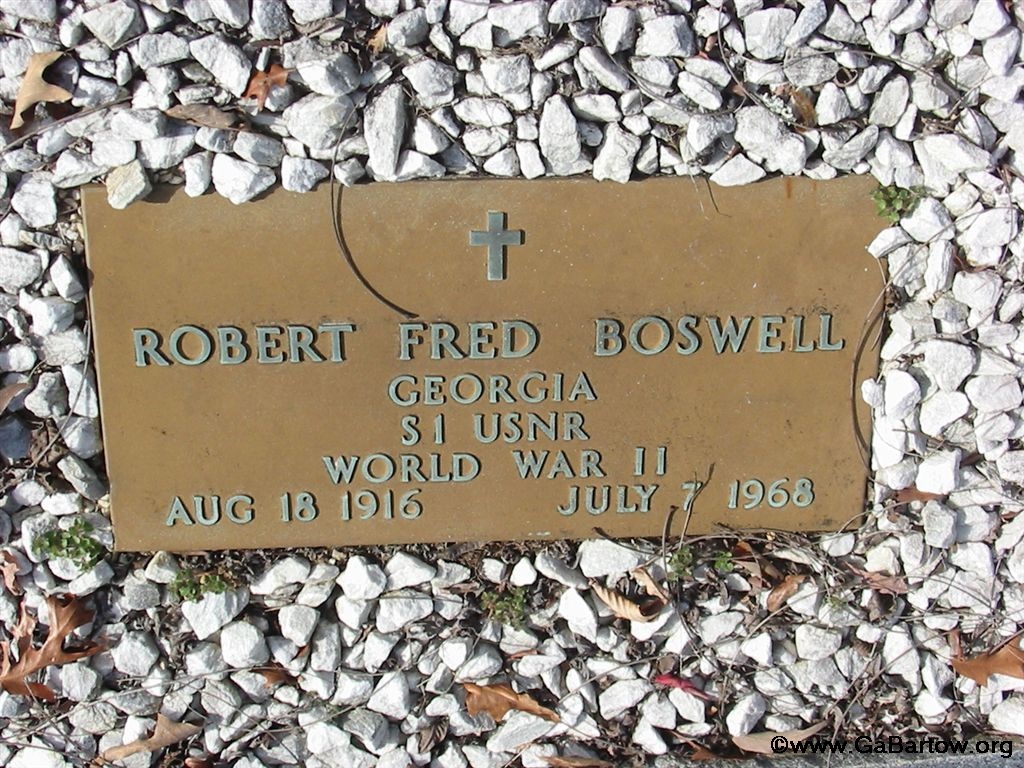 ROBERT FRED BOSWELL
GEORGIA
S1 USNR
WORLD WAR II
AUG 18 1916 JULY 7 1968
©www.GaBartow.org